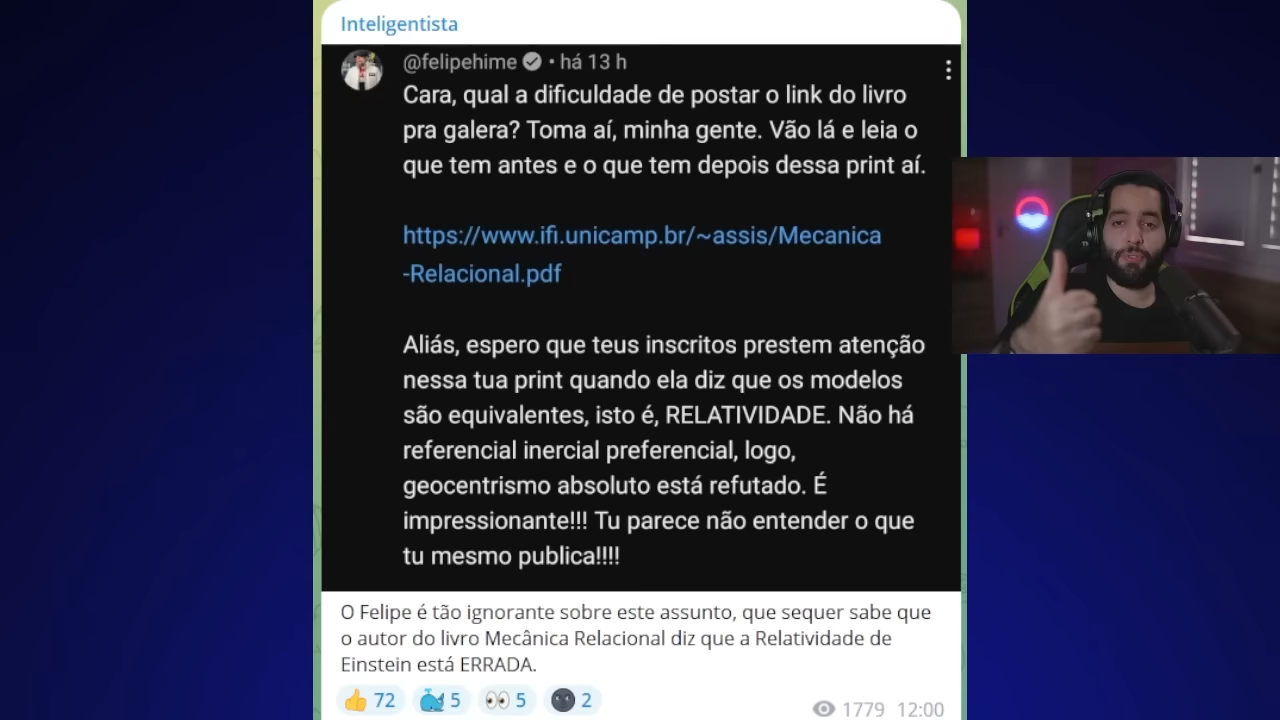 Inteligentista
@felipehime • há 13 h
Cara, qual a dificuldade de postar o link do livro
pra galera? Toma aí, minha gente. Vão lá e leia o
que tem antes e o que tem depois dessa print aí.
https://www.ifi.unicamp.br/~assis/Mecanica
-Relacional.pdf
Aliás, espero que teus inscritos prestem atenção
nessa tua print quando ela diz que os modelos
são equivalentes, isto é, RELATIVIDADE. Não há
referencial inercial preferencial, logo,
geocentrismo absoluto está refutado. É
impressionante!!! Tu parece não entender o que
tu mesmo publica!!!!
O Felipe é tão ignorante sobre este assunto, que sequer sabe que
o autor do livro Mecânica Relacional diz que a Relatividade de
Einstein está ERRADA.
👍 72 🐳 5 👀 5 🌚 2
1779 12:00